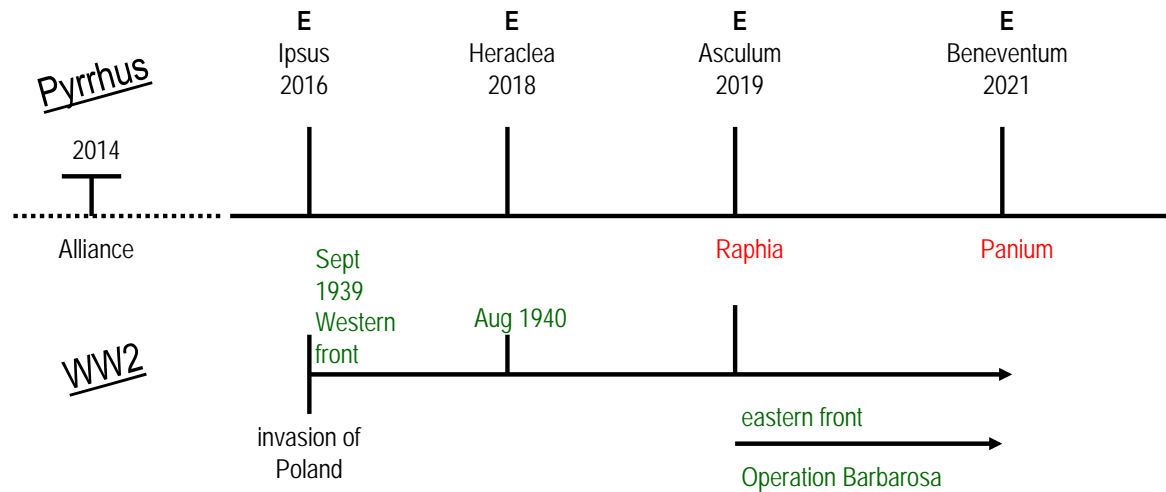 E
Ipsus
2016
E
Heraclea
2018
E
Asculum
2019
E
Beneventum
2021
Pyrrhus
2014
Alliance
Raphia
Panium
Sept
1939
Western
front
Aug 1940
WW2
invasion of
Poland
eastern front
Operation Barbarosa